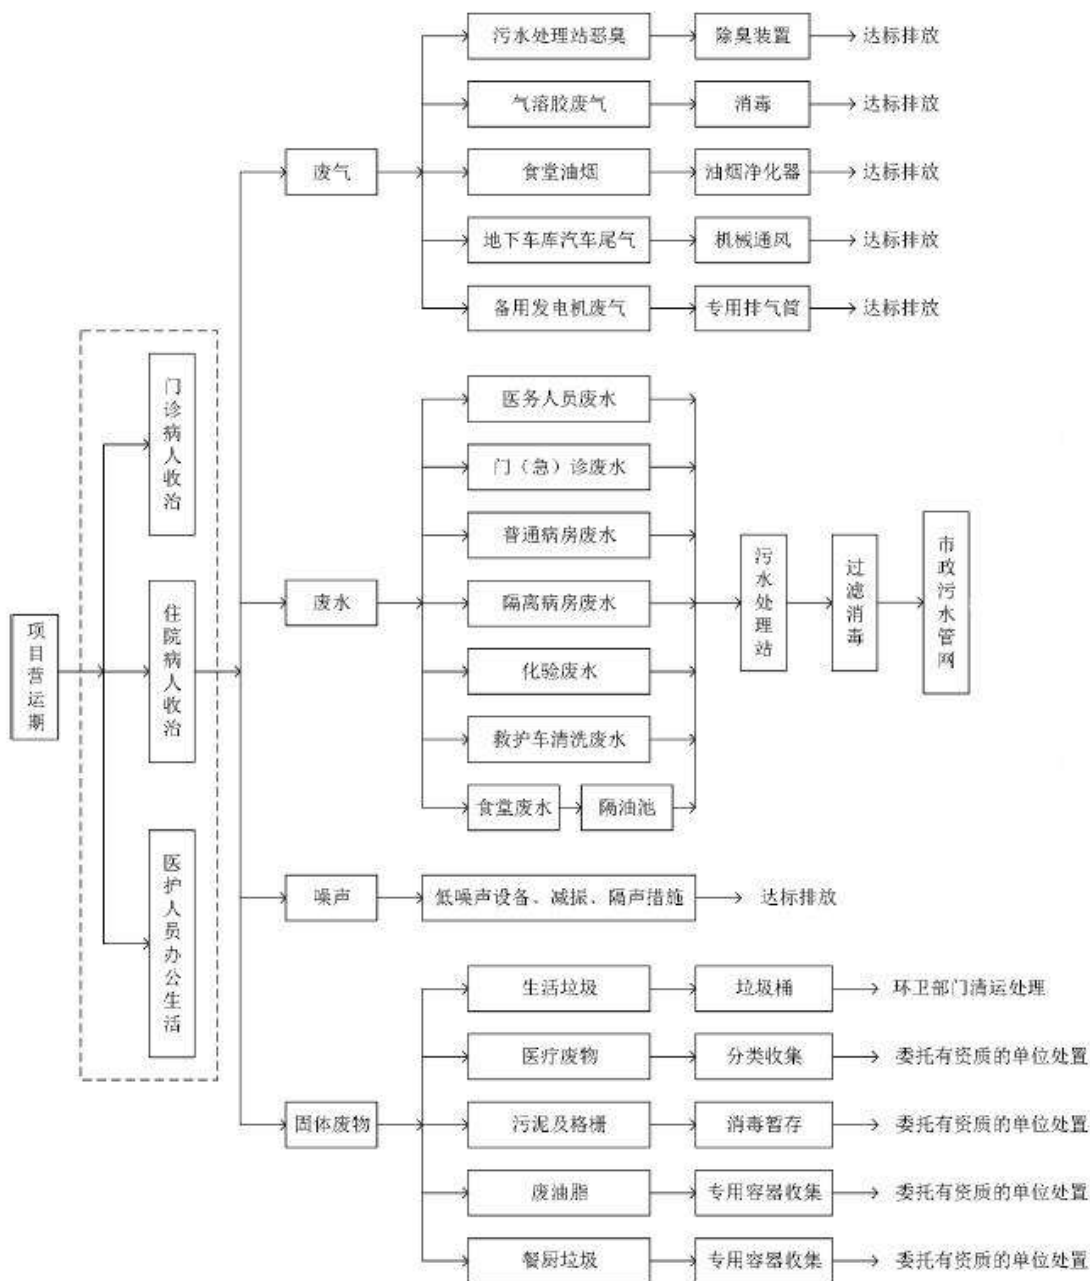 污水处理站恶臭 除臭装置 达标排放
气溶胶废气 消毒 达标排放
废气 食堂油烟 油烟净化器 达标排放
地下车库汽车尾气 机械通风 达标排放
备用发电机废气 专用排气筒 达标排放
门诊病人收治
医务人员废水
门（急）诊废水
普通病房废水
废水 隔离病房废水 污水处理站 过滤消毒 市政污水管网
项目营运期 住院病人收治
化验废水
救护车清洗废水
食堂废水 隔油池
医护人员办公生活
噪声 低噪声设备、减振、隔声措施 达标排放
生活垃圾 垃圾桶 环卫部门清运处理
医疗废物 分类收集 委托有资质的单位处置
固体废物 污泥及格栅 消毒暂存 委托有资质的单位处置
废油脂 专用容器收集 委托有资质的单位处置
餐厨垃圾 专用容器收集 委托有资质的单位处置